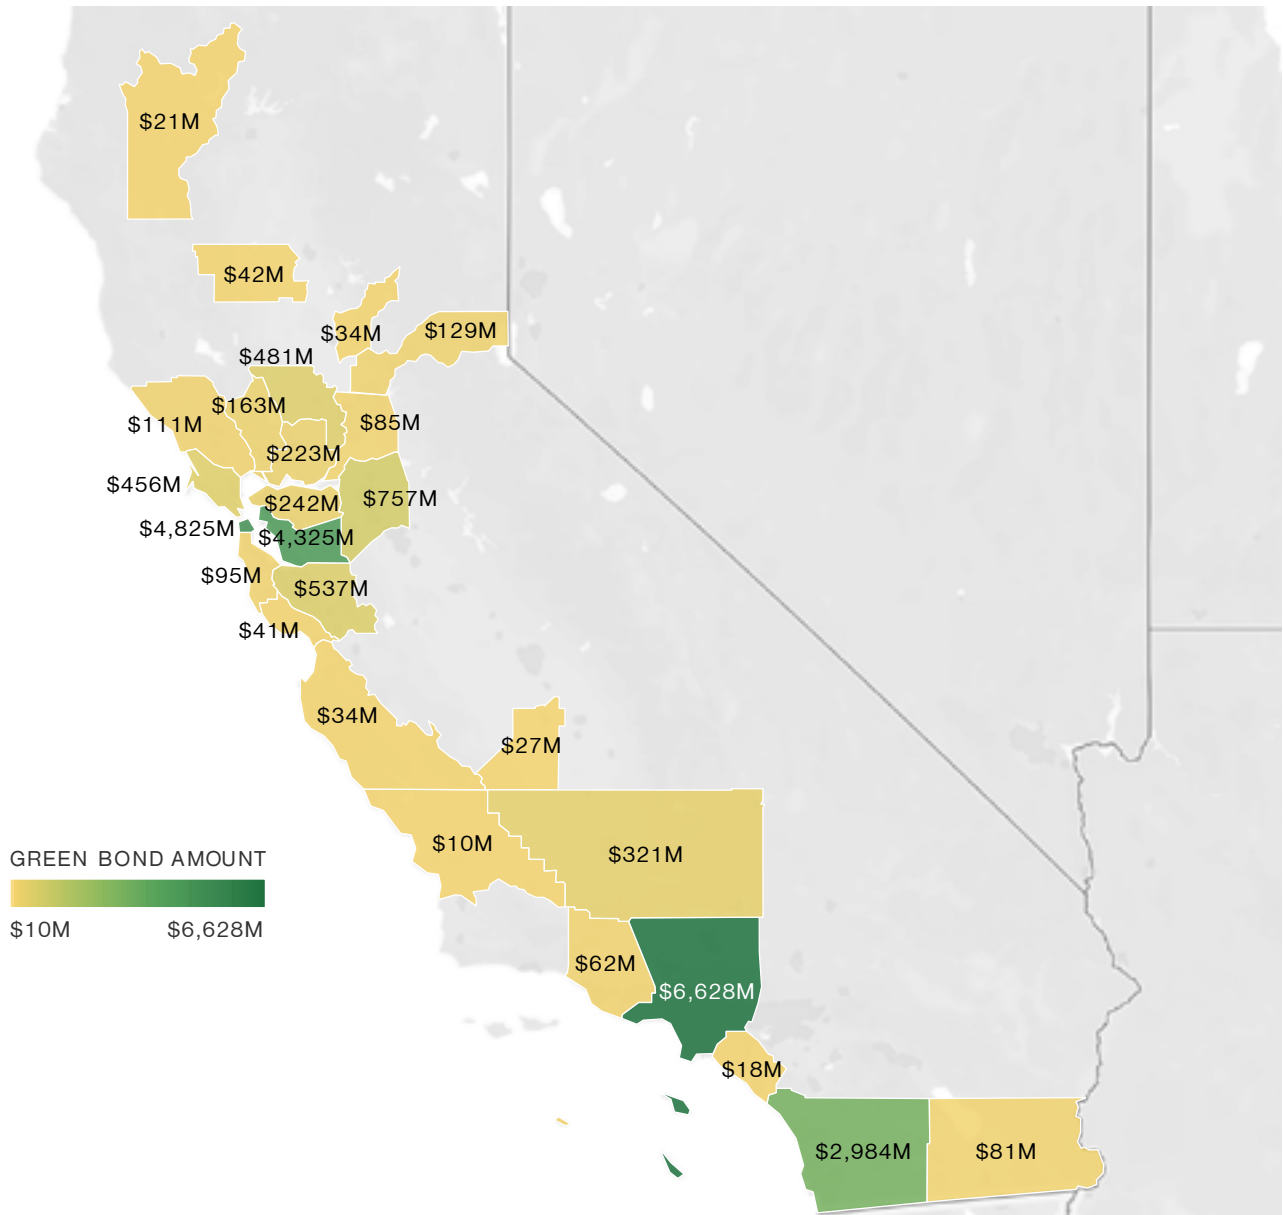 $21M
$42M
$34M
$129M
$481M
$163M
$111M
$85M
$223M
$456M
$242M
$757M
$4,825M
$4,325M
$95M
$537M
$41M
$34M
$27M
$10M
$321M
GREEN BOND AMOUNT
$10M
$6,628M
$62M
$6,628M
$18M
$2,984M
$81M